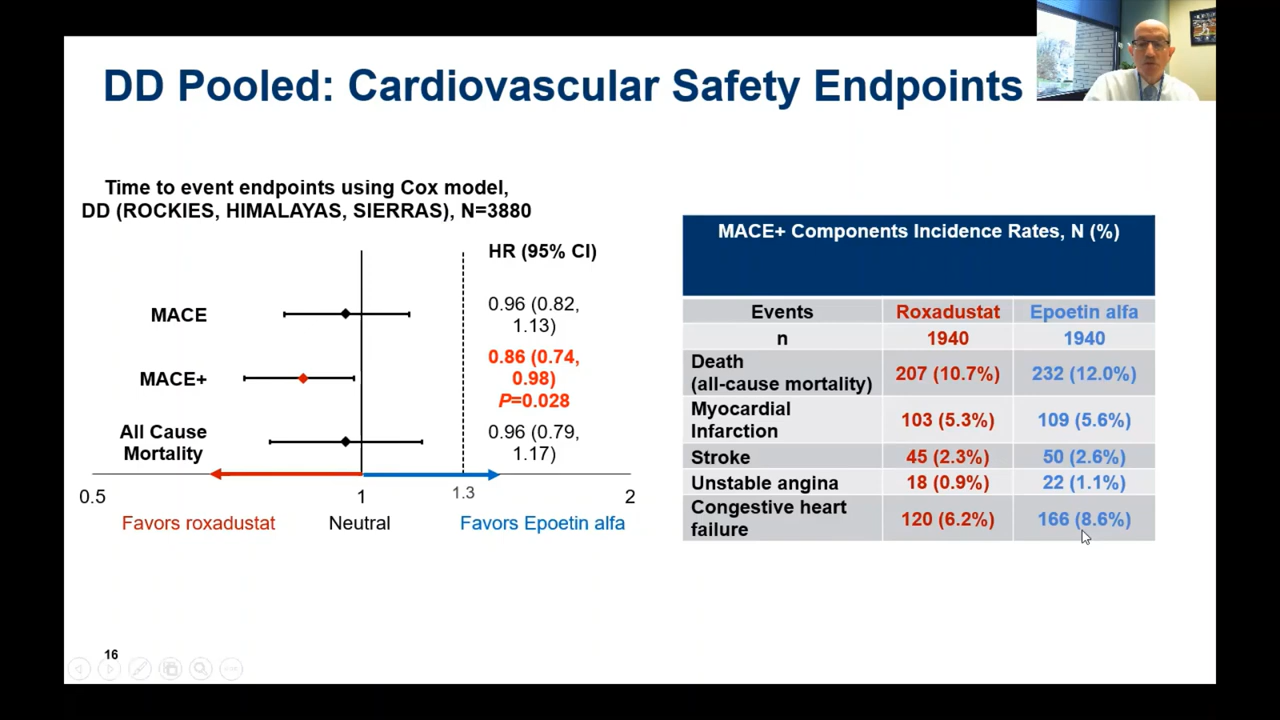 DD Pooled: Cardiovascular Safety Endpoints
Time to event endpoints using Cox model,
DD (ROCKIES, HIMALAYAS, SIERRAS), N=3880
HR (95% CI)
MACE
0.96 (0.82,
1.13)
MACE+
0.86 (0.74,
0.98)
P=0.028
All Cause
Mortality
0.96 (0.79,
1.17)
0.5
1
1.3
2
Favors roxadustat
Neutral
Favors Epoetin alfa
MACE+ Components Incidence Rates, N (%)
Events
Roxadustat
Epoetin alfa
n
1940
1940
Death
(all-cause mortality)
207 (10.7%)
232 (12.0%)
Myocardial
Infarction
103 (5.3%)
109 (5.6%)
Stroke
45 (2.3%)
50 (2.6%)
Unstable angina
18 (0.9%)
22 (1.1%)
Congestive heart
failure
120 (6.2%)
166 (8.6%)
16